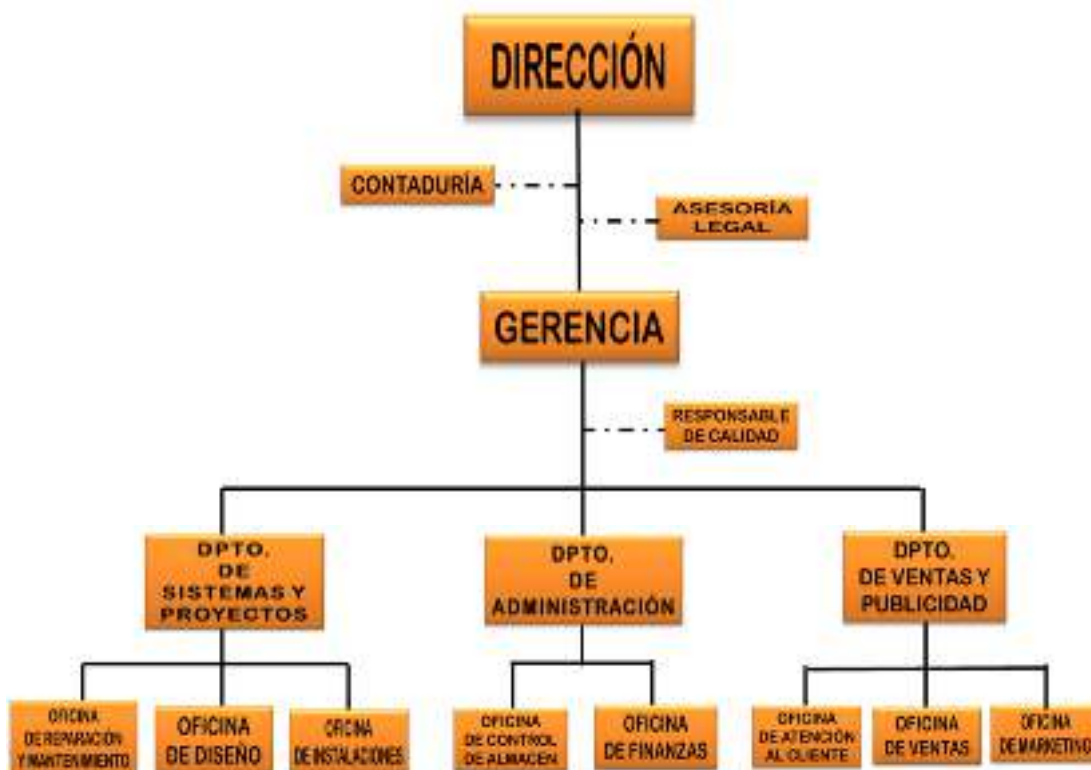 DIRECCIÓN
CONTADURÍA
ASESORÍA
LEGAL
GERENCIA
RESPONSABLE
DE CALIDAD
DPTO.
DE
SISTEMAS Y
PROYECTOS
DPTO.
DE
ADMINISTRACIÓN
DPTO.
DE VENTAS Y
PUBLICIDAD
OFICINA
DE REPARACIÓN
Y MANTENIMIENTO
OFICINA
DE DISEÑO
OFICINA
DE INSTALACIONES
OFICINA
DE CONTROL
DE ALMACÉN
OFICINA
DE FINANZAS
OFICINA
DE ATENCIÓN
AL CLIENTE
OFICINA
DE VENTAS
OFICINA
DE MARKETING